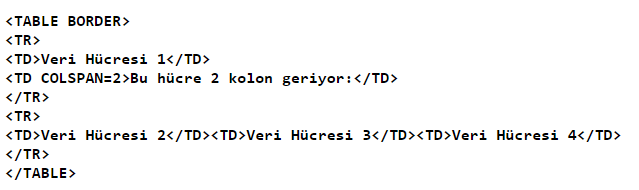 <TABLE BORDER>
<TR>
<TD>Veri Hücresi 1</TD>
<TD COLSPAN=2>Bu hücre 2 kolon geriyor:</TD>
</TR>
<TR>
<TD>Veri Hücresi 2</TD><TD>Veri Hücresi 3</TD><TD>Veri Hücresi 4</TD>
</TR>
</TABLE>